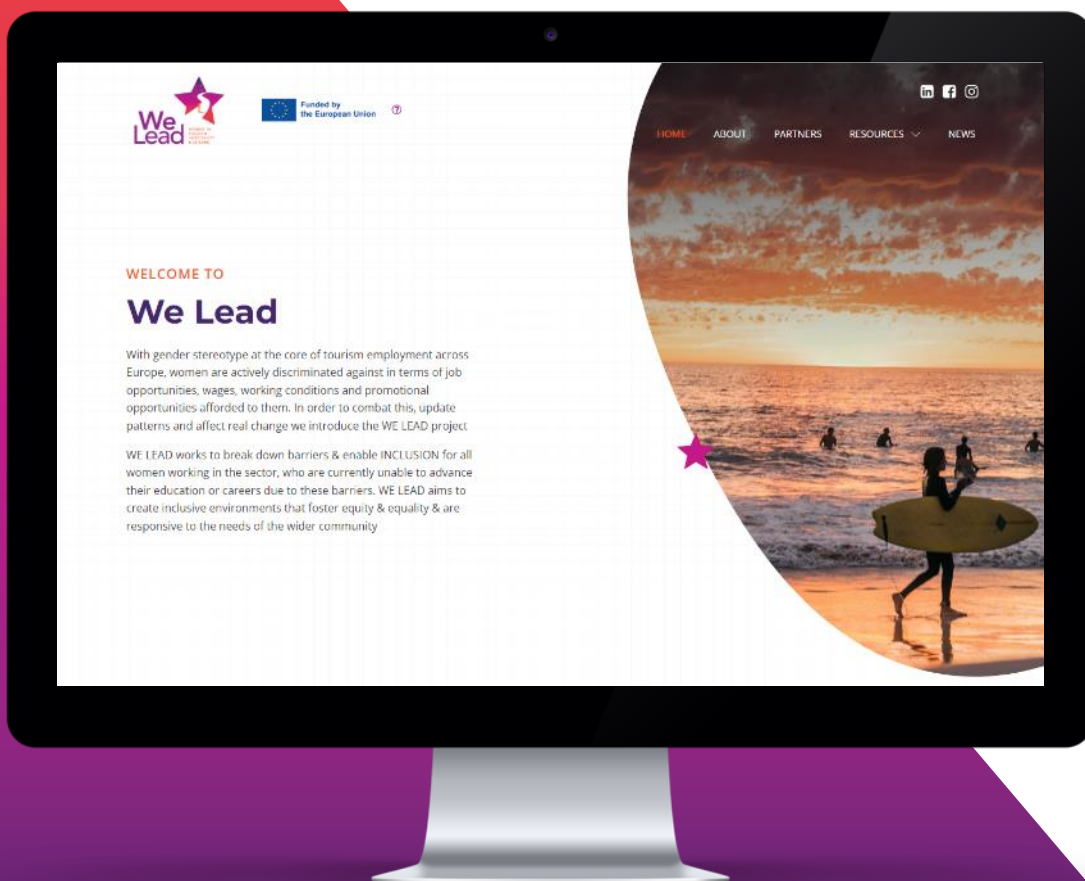 We
Lead
Funded by
the European Union
HOME ABOUT PARTNERS RESOURCES NEWS
WELCOME TO
We Lead
With gender stereotype at the core of tourism employment across
Europe, women are actively discriminated against in terms of job
opportunities, wages, working conditions and promotional
opportunities afforded to them. In order to combat this, update
patterns and affect real change we introduce the WE LEAD project
WE LEAD works to break down barriers & enable INCLUSION for all
women working in the sector, who are currently unable to advance
their education or careers due to these barriers. WE LEAD aims to
create inclusive environments that foster equity & equality & are
responsive to the needs of the wider community